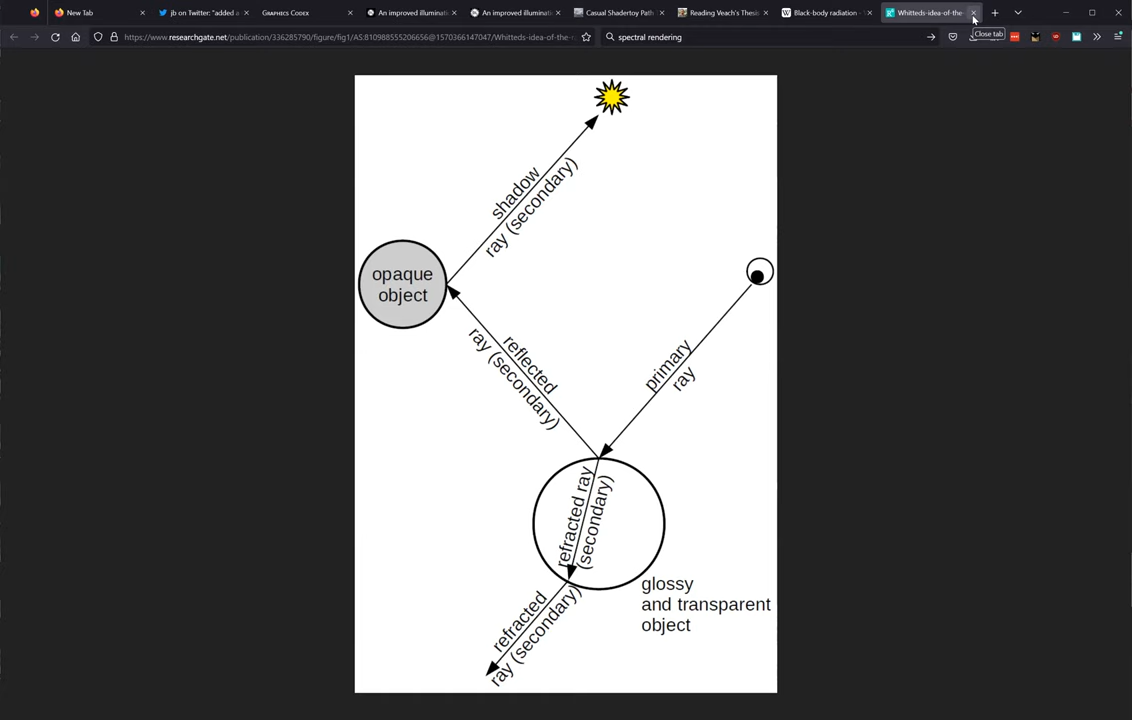 New Tab
jb on Twitter: "added a
GRAPHICS CODEX
An improved illuminati
An improved illuminati
Casual Shadertoy Path
Reading Veach's Thesis
Black-body radiation -
Whitteds-idea-of-the-
https://www.researchgate.net/publication/336285790/figure/fig1/AS:810988555206656@1570366147047/Whitteds-idea-of-the-
spectral rendering
Close tab
shadow
ray (secondary)
opaque
object
reflected
ray (secondary)
primary
ray
refracted ray
(secondary)
glossy
and transparent
object
refracted
ray (secondary)